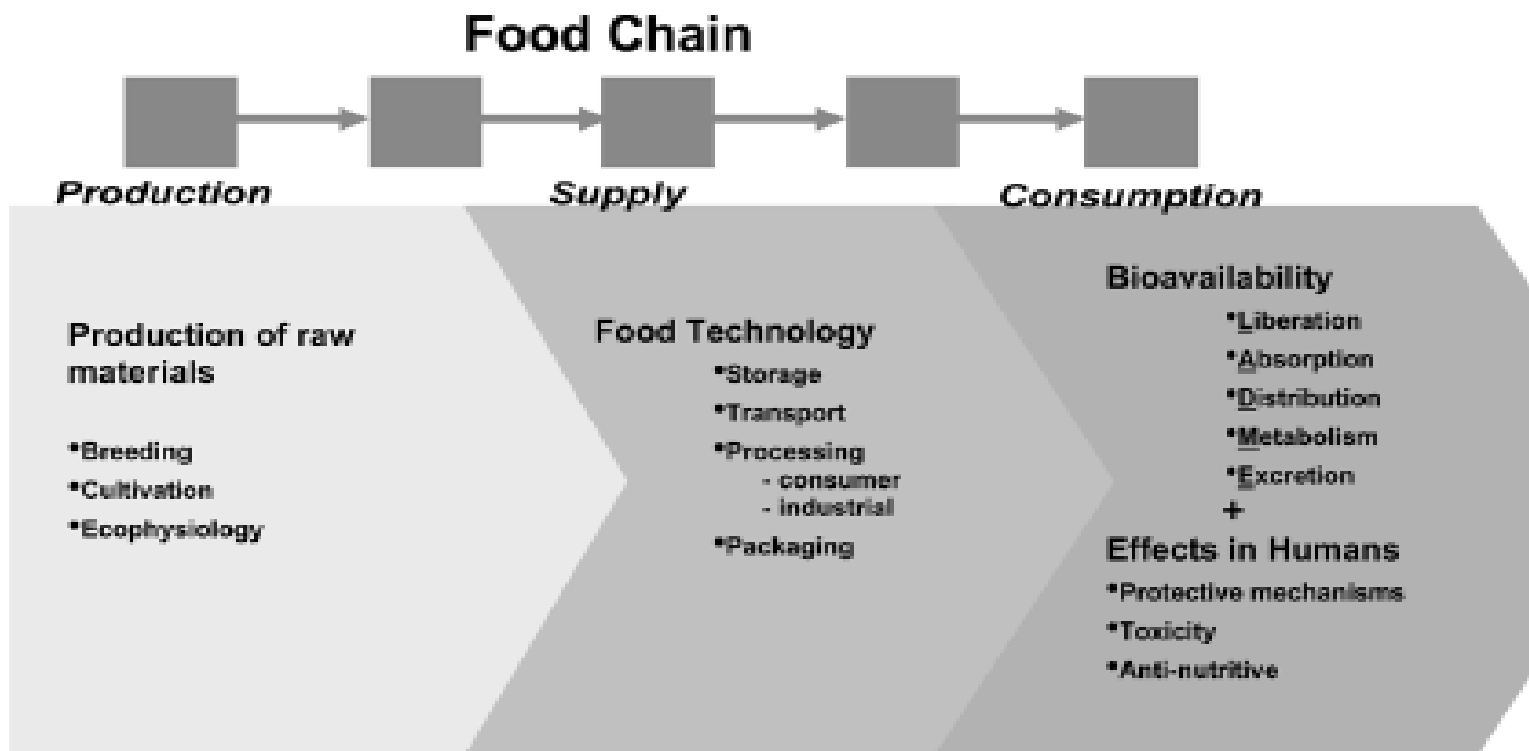 Food Chain
Production
Supply
Consumption
Production of raw
materials
•Breeding
•Cultivation
•Ecophysiology
Food Technology
•Storage
•Transport
•Processing
- consumer
- industrial
•Packaging
Bioavailability
•Liberation
•Absorption
•Distribution
•Metabolism
•Excretion
+
Effects in Humans
•Protective mechanisms
•Toxicity
•Anti-nutritive